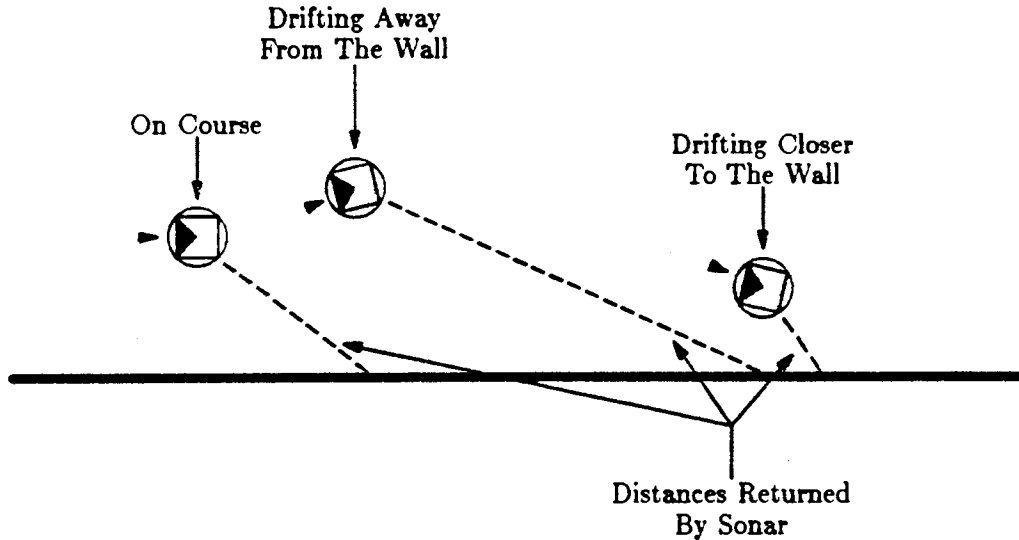 Drifting Away
From The Wall
On Course
Drifting Closer
To The Wall
Distances Returned
By Sonar